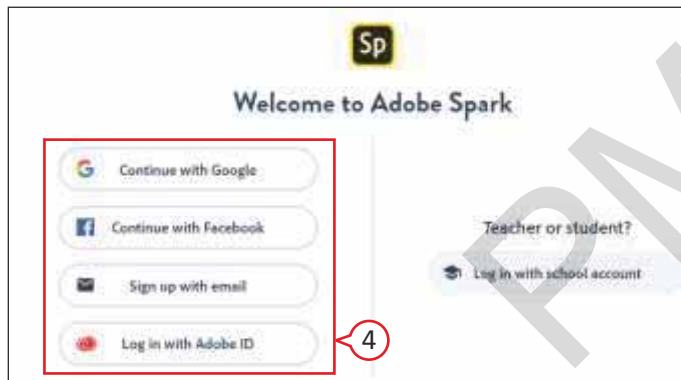 Sp
Welcome to Adobe Spark
Continue with Google
Continue with Facebook
Sign up with email
Log in with Adobe ID
4
Teacher or student?
Log in with school account
PM